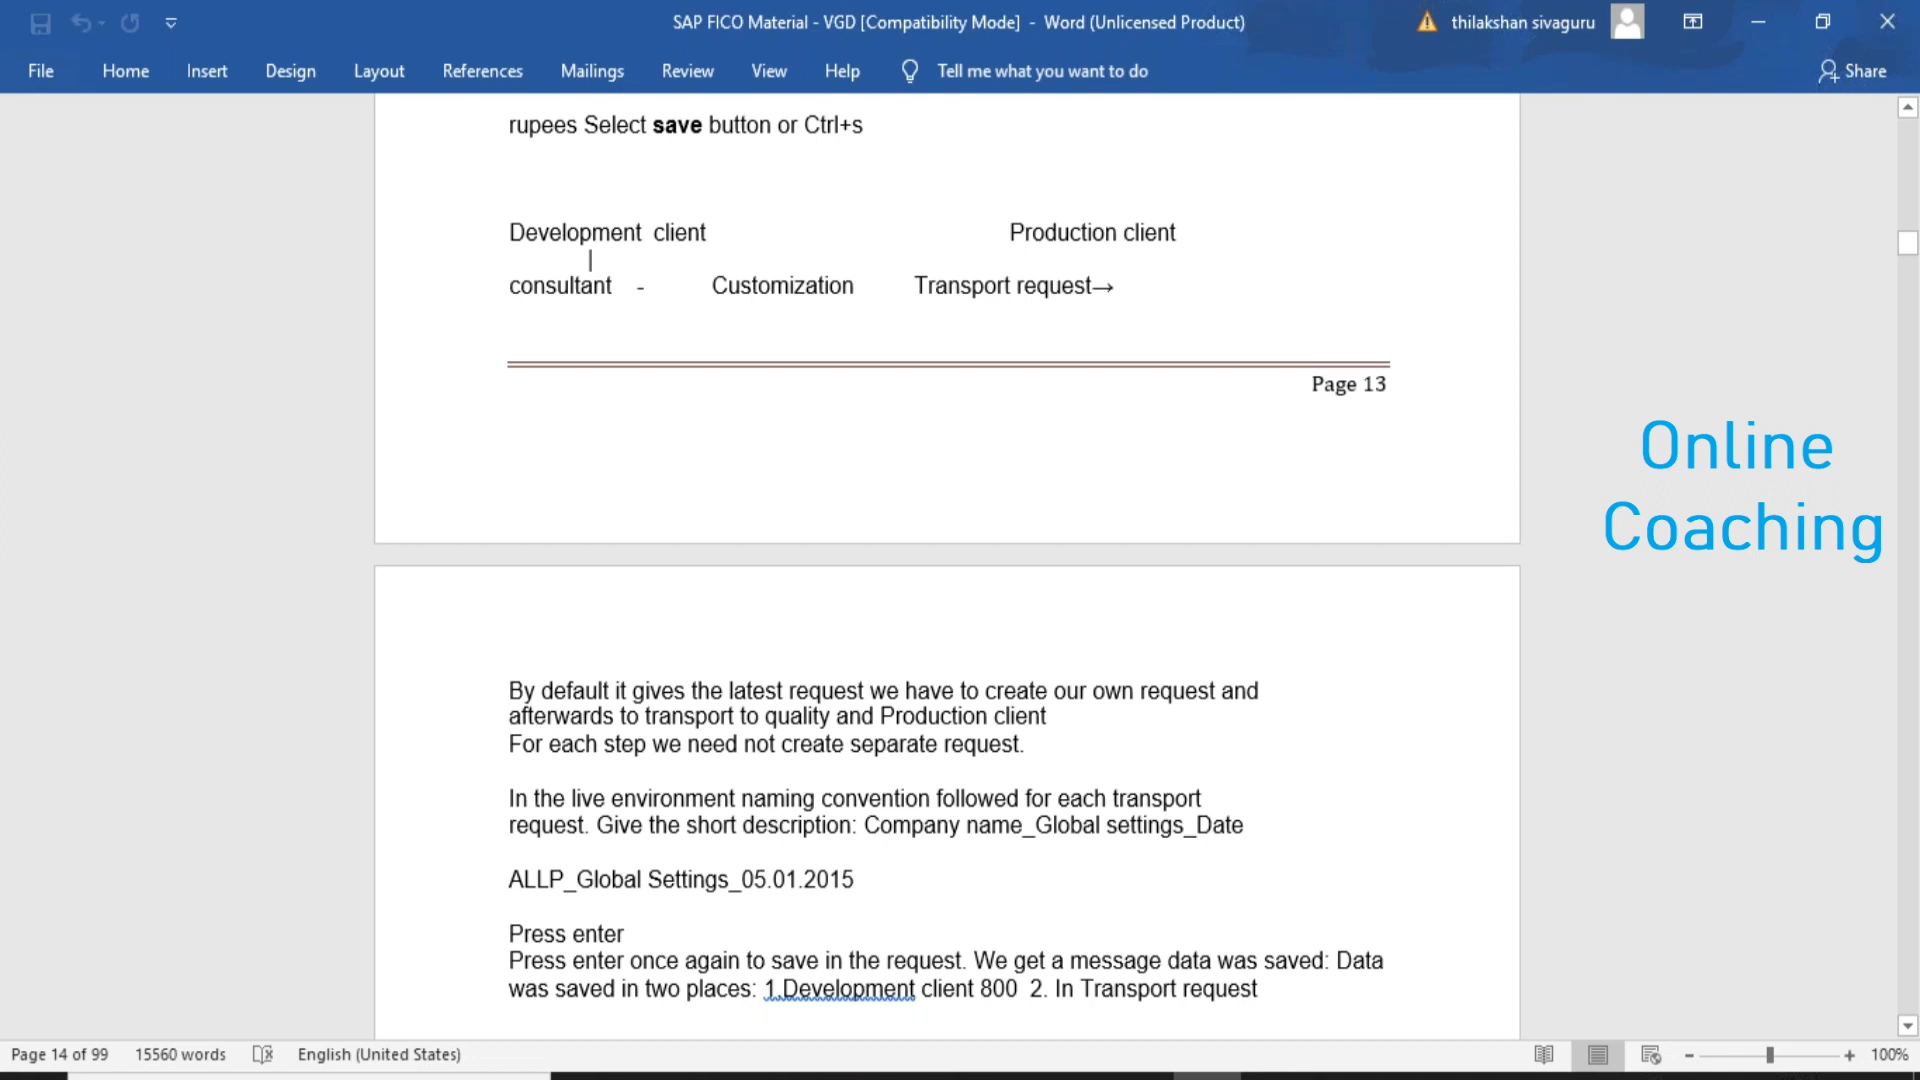 SAP FICO Material - VGD [Compatibility Mode] - Word (Unlicensed Product)
thilakshan sivaguru
File Home Insert Design Layout References Mailings Review View Help Tell me what you want to do
Share
rupees Select save button or Ctrl+s
Development client Production client
|
consultant - Customization Transport request→
Page 13
Online
Coaching
By default it gives the latest request we have to create our own request and
afterwards to transport to quality and Production client
For each step we need not create separate request.
In the live environment naming convention followed for each transport
request. Give the short description: Company name_Global settings_Date
ALLP_Global Settings_05.01.2015
Press enter
Press enter once again to save in the request. We get a message data was saved: Data
was saved in two places: 1.Development client 800 2. In Transport request
Page 14 of 99 15560 words English (United States) 100%